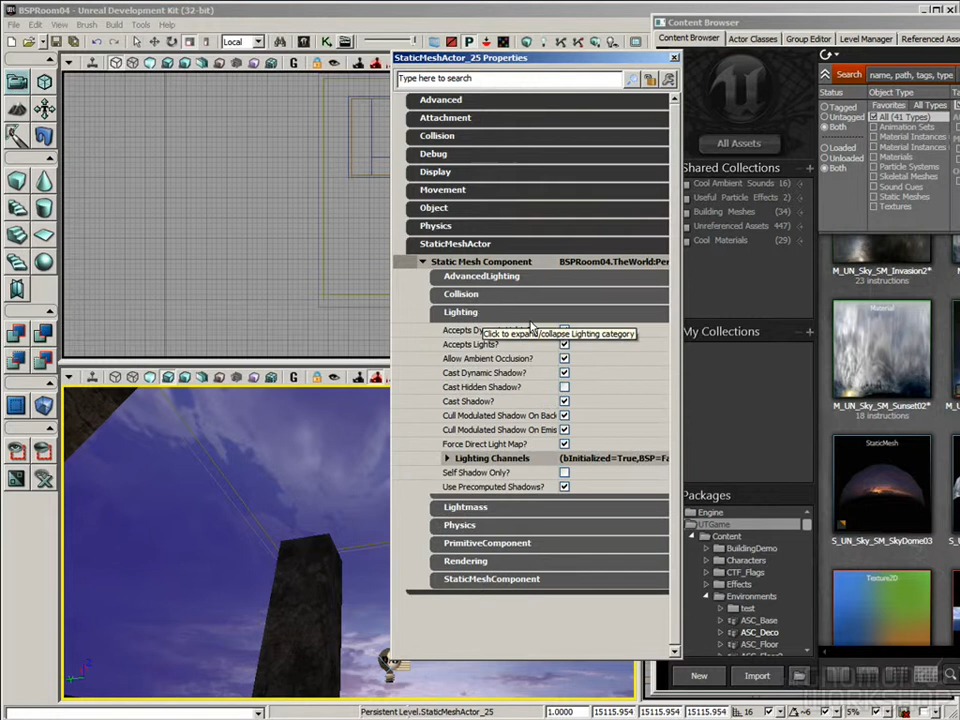 BSPRoom04 - Unreal Development Kit (32-bit)
File Edit View Brush Build Tools Help
Local
P
K
G
StaticMeshActor_25 Properties
Type here to search
Advanced
Attachment
Collision
Debug
Display
Movement
Object
Physics
StaticMeshActor
Static Mesh Component BSPRoom04.TheWorld:Per
AdvancedLighting
Collision
Lighting
Accepts Dy
Click to expand/collapse Lighting category
Accepts Lights?
Allow Ambient Occlusion?
Cast Dynamic Shadow?
Cast Hidden Shadow?
Cast Shadow?
Cull Modulated Shadow On Back
Cull Modulated Shadow On Emis
Force Direct Light Map?
Lighting Channels (bInitialized=True,BSP=Fa
Self Shadow Only?
Use Precomputed Shadows?
Lightmass
Physics
PrimitiveComponent
Rendering
StaticMeshComponent
G
Content Browser
Content Browser Actor Classes Group Editor Level Manager Referenced Asse
All Assets
Shared Collections
Cool Ambient Sounds 16)
Useful Particle Effects 2)
Building Meshes (34)
Unreferenced Assets 447)
Cool Materials (29)
My Collections
Search name, path, tags, type
Status
Tagged
Untagged
Both
Loaded
Unloaded
Both
Object Type
Favorites All Types
All (41 Types)
Animation Sets
Material Instances
Material Instances
Materials
Particle Systems
Skeletal Meshes
Sound Cues
Static Meshes
Textures
M_UN_Sky_SM_Invasion2*
Material
M_UN_Sky_SM_Sunset02*
18 instructions
StaticMesh
S_UN_Sky_SM_SkyDome03
Texture2D
Packages
Engine
UTGame
Content
BuildingDemo
Characters
CTF_Flags
Effects
Environments
test
ASC_Base
ASC_Deco
ASC_Floor
New Import
Persistent Level.StaticMeshActor_25 1.0000 15115.954 15115.954 15115.954 16 6 5%